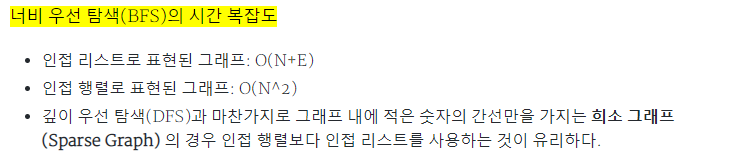 너비 우선 탐색(BFS)의 시간 복잡도
• 인접 리스트로 표현된 그래프: O(N+E)
• 인접 행렬로 표현된 그래프: O(N^2)
• 깊이 우선 탐색(DFS)과 마찬가지로 그래프 내에 적은 숫자의 간선만을 가지는 희소 그래프
(Sparse Graph) 의 경우 인접 행렬보다 인접 리스트를 사용하는 것이 유리하다.